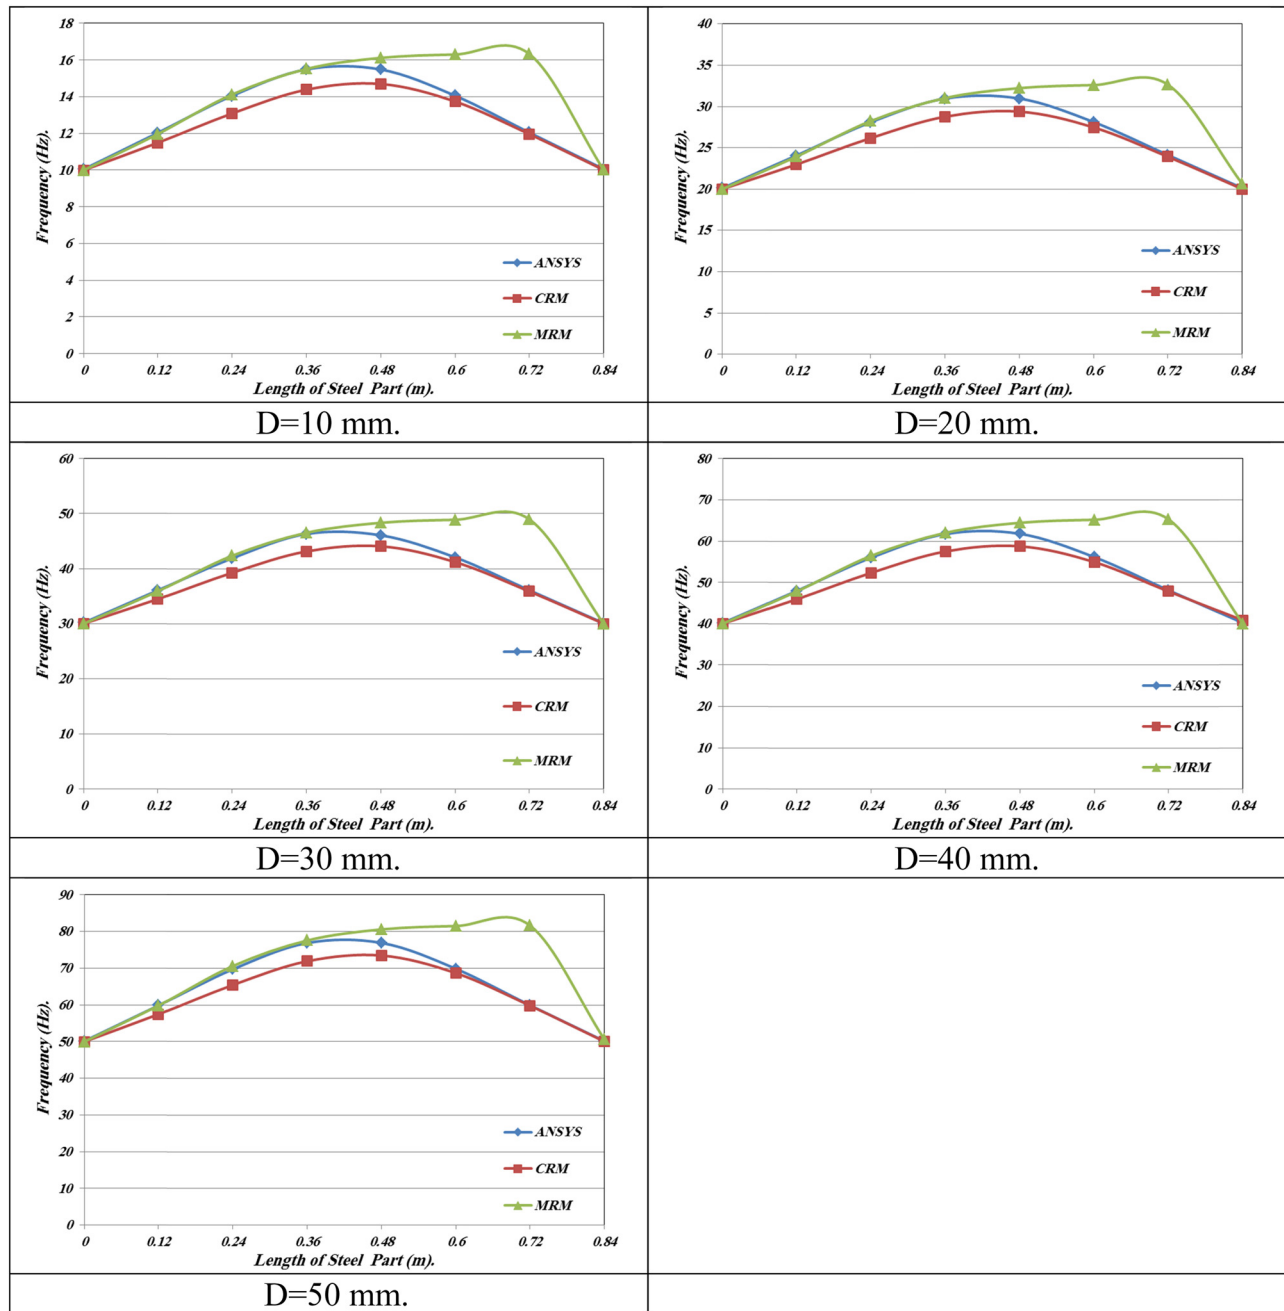 18
16
14
12
10
8
6
4
2
0
Frequency (Hz).
ANSYS
CRM
MRM
0 0.12 0.24 0.36 0.48 0.6 0.72 0.84
Length of Steel Part (m).
D=10 mm.
40
35
30
25
20
15
10
5
0
Frequency (Hz).
ANSYS
CRM
MRM
0 0.12 0.24 0.36 0.48 0.6 0.72 0.84
Length of Steel Part (m).
D=20 mm.
60
50
40
30
20
10
0
Frequency (Hz).
ANSYS
CRM
MRM
0 0.12 0.24 0.36 0.48 0.6 0.72 0.84
Length of Steel Part (m).
D=30 mm.
80
70
60
50
40
30
20
10
0
Frequency (Hz).
ANSYS
CRM
MRM
0 0.12 0.24 0.36 0.48 0.6 0.72 0.84
Length of Steel Part (m).
D=40 mm.
90
80
70
60
50
40
30
20
10
0
Frequency (Hz).
ANSYS
CRM
MRM
0 0.12 0.24 0.36 0.48 0.6 0.72 0.84
Length of Steel Part (m).
D=50 mm.